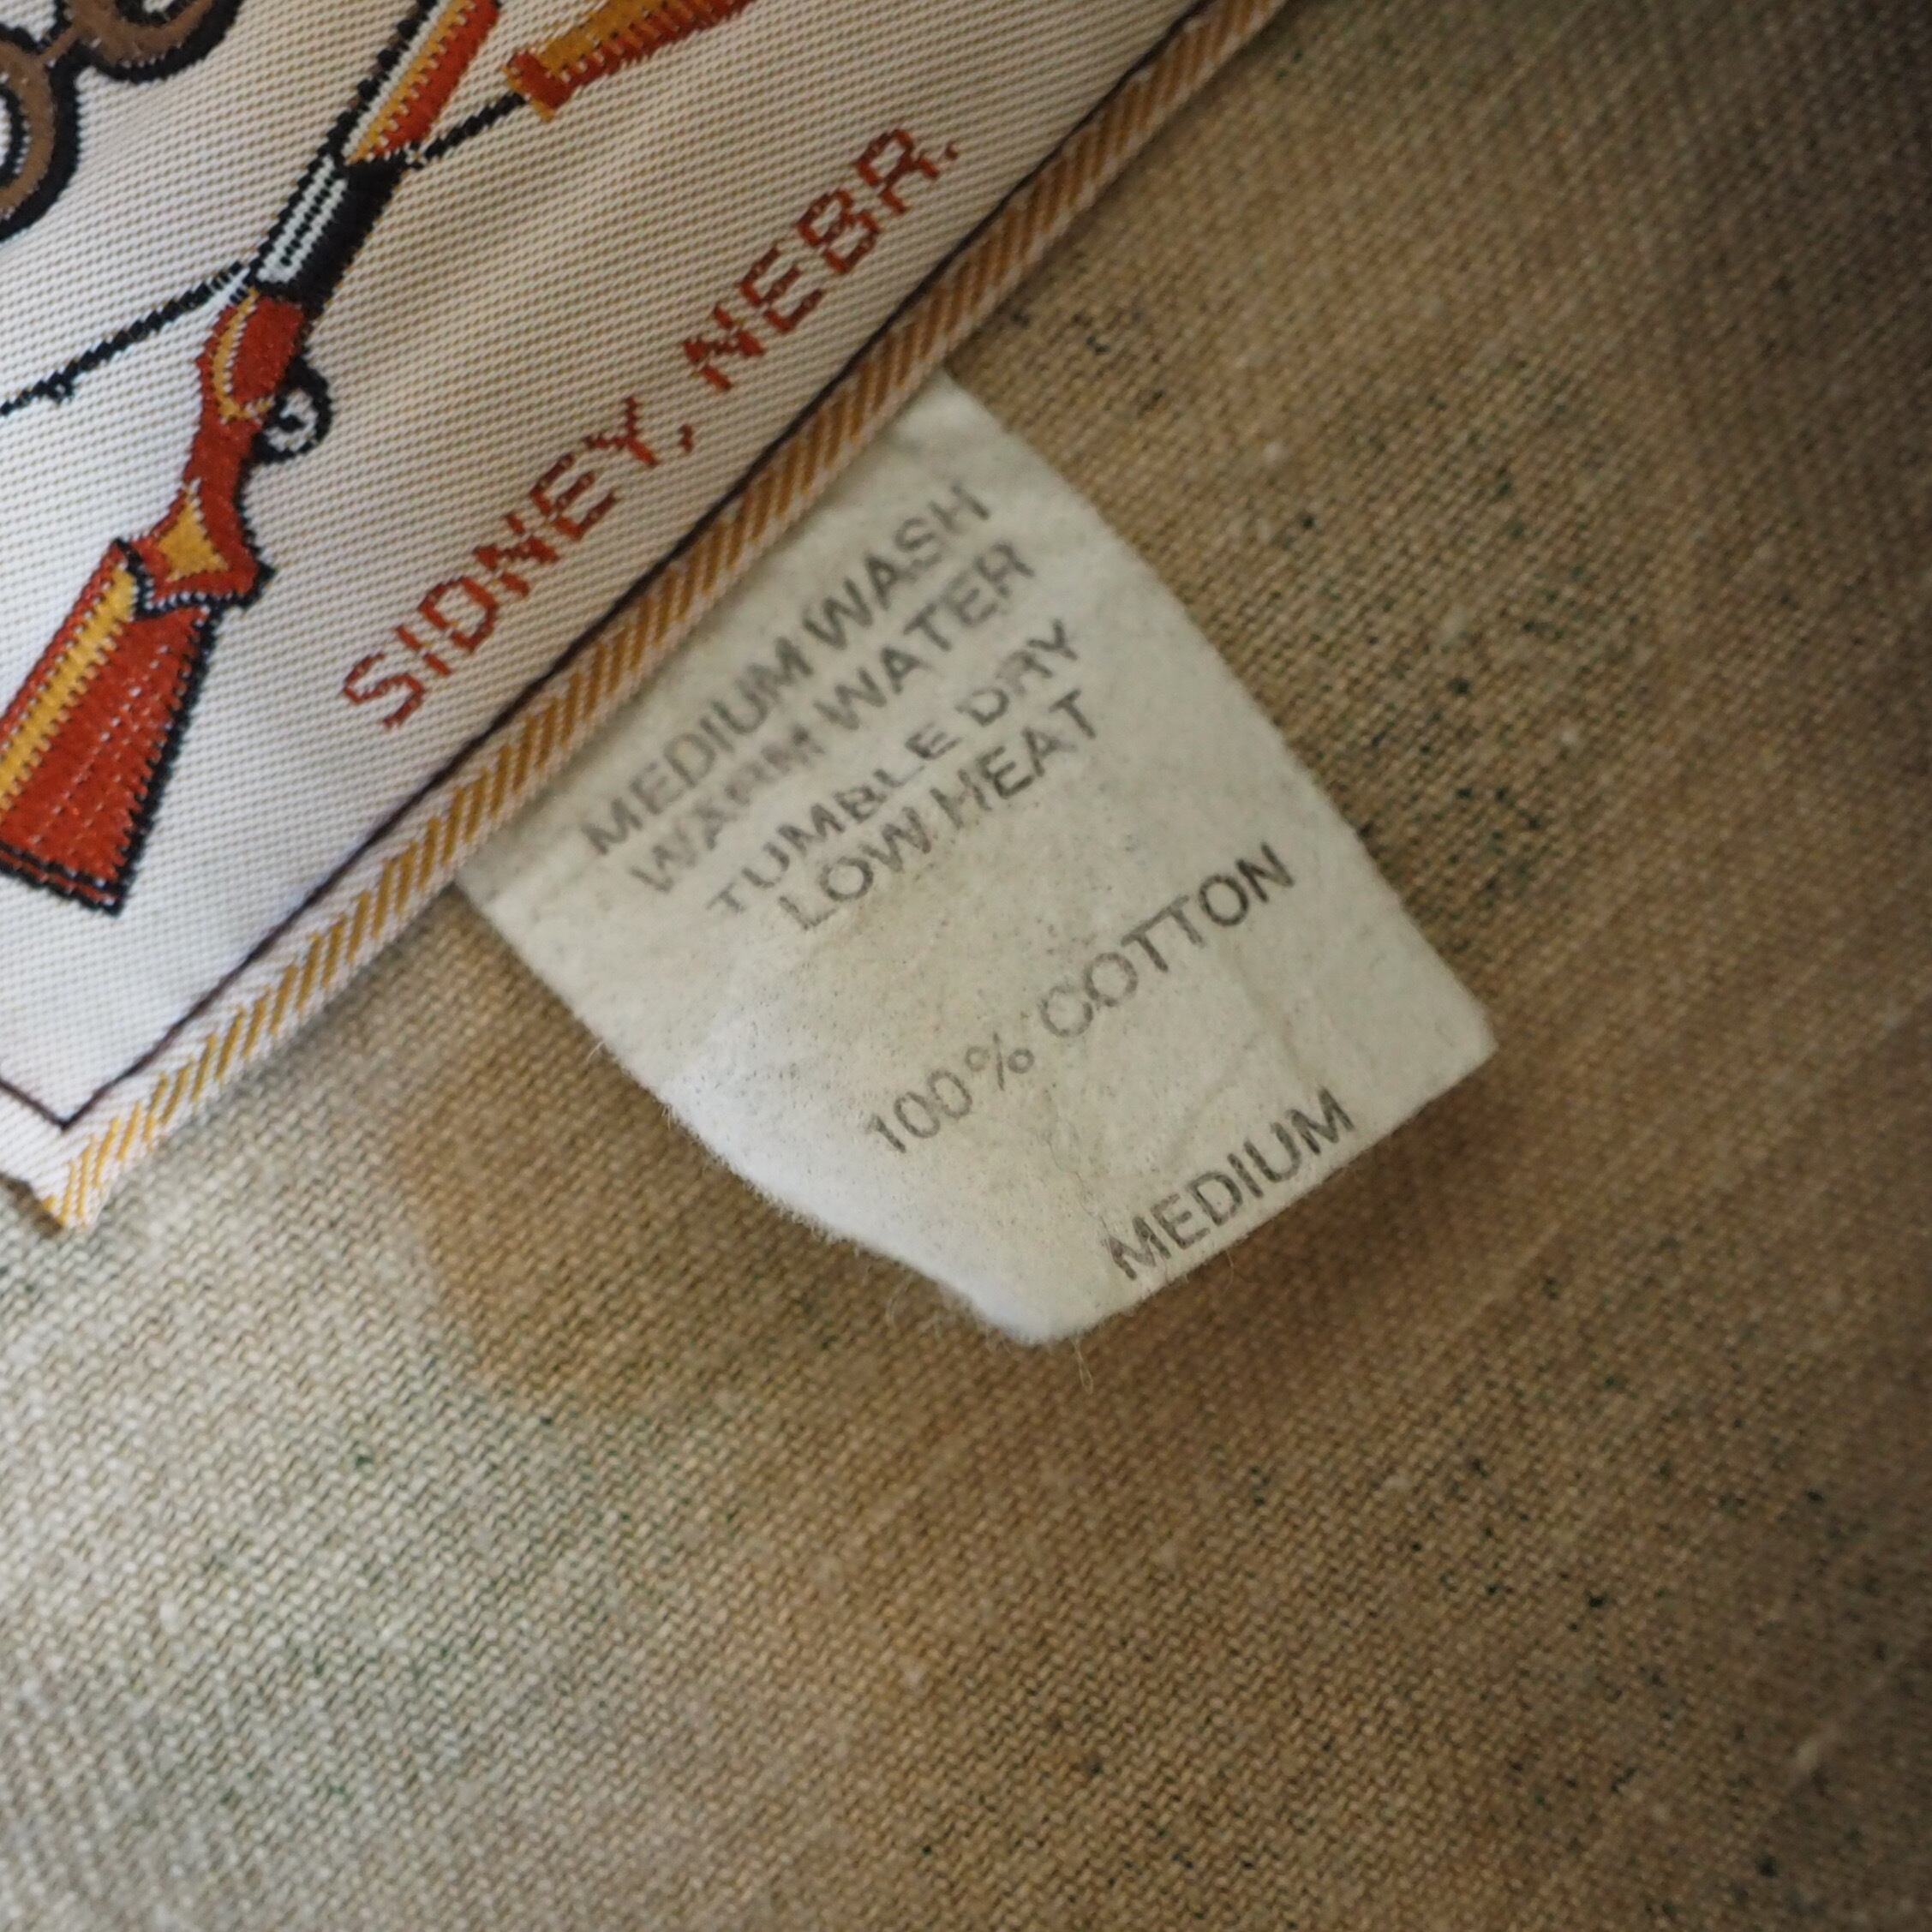 SIDNEY, NEBR.
MEDIUM WASH
WARM WATER
TUMBLE DRY
LOW HEAT
100% COTTON
MEDIUM